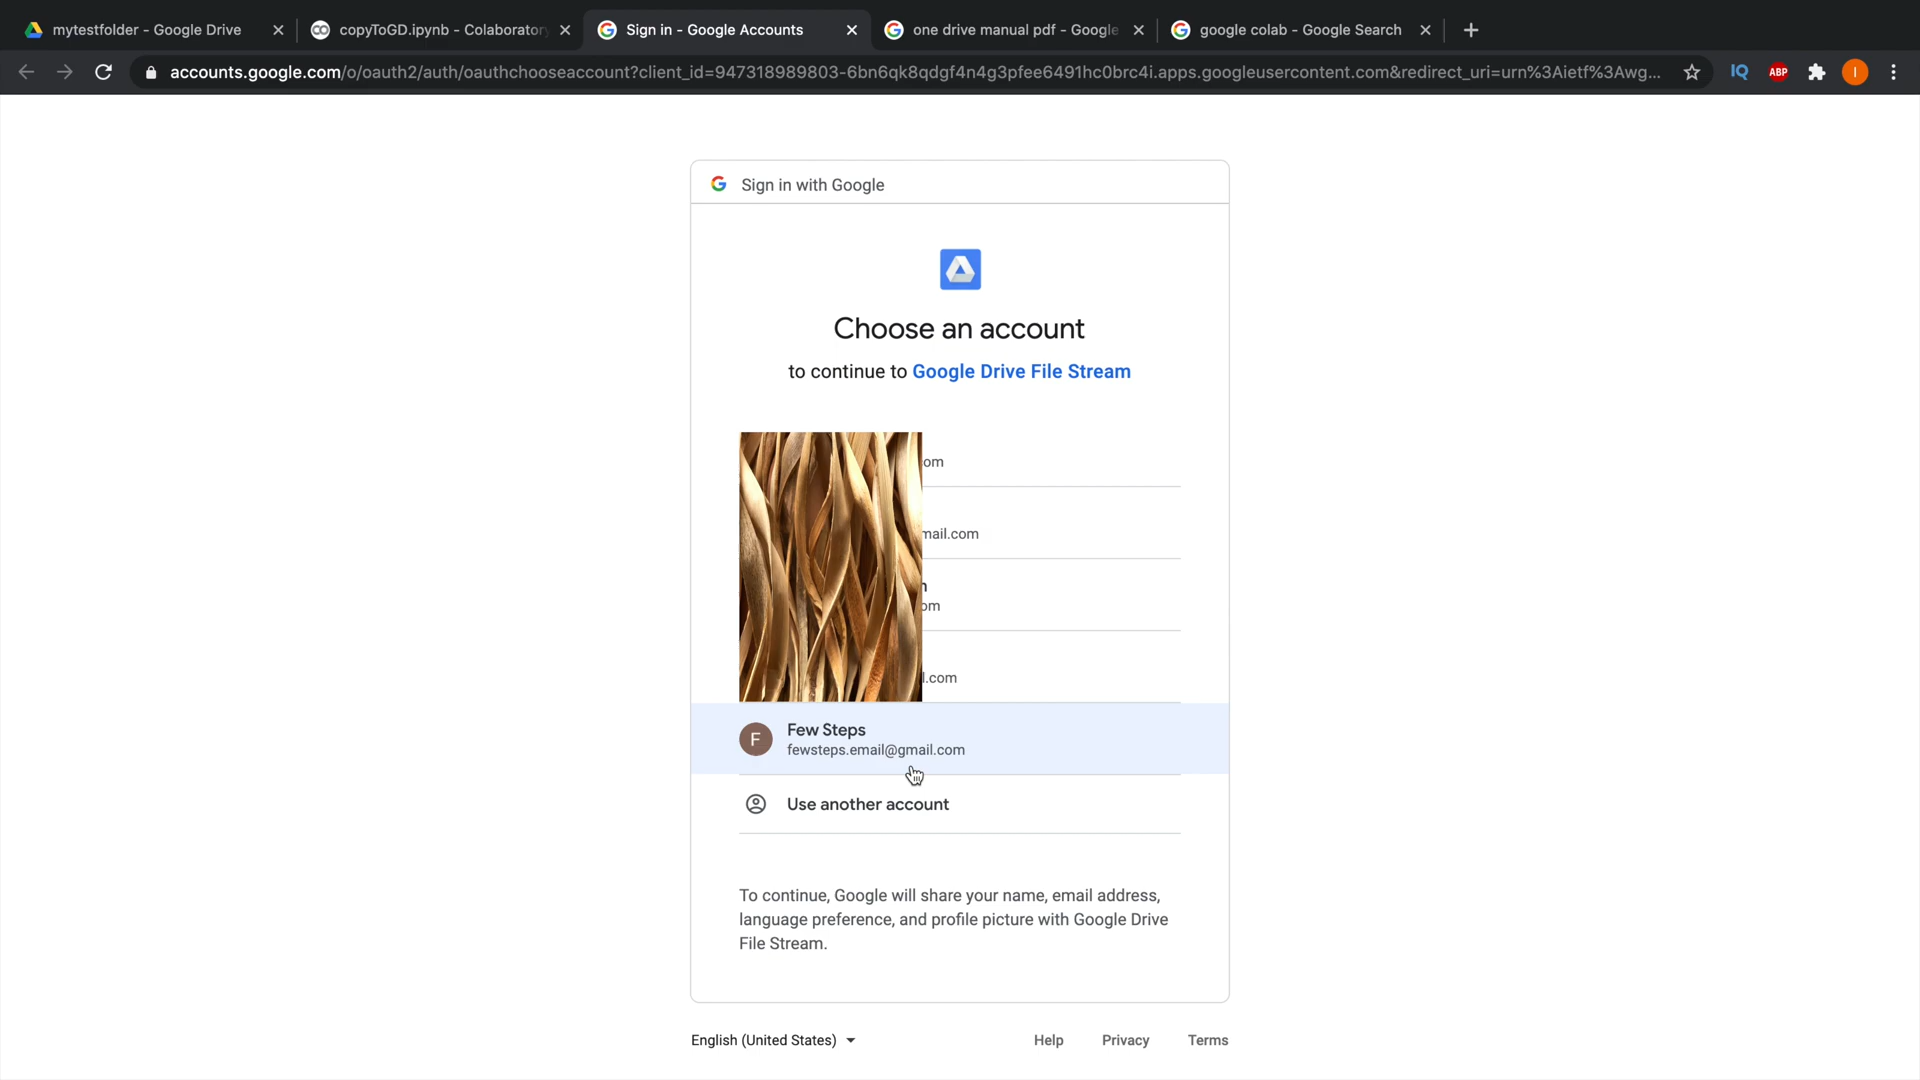 mytestfolder - Google Drive
copyToGD.ipynb - Colaboratory
Sign in - Google Accounts
one drive manual pdf - Google
google colab - Google Search
accounts.google.com/o/oauth2/auth/oauthchooseaccount?client_id=947318989803-6bn6qk8qdgf4n4g3pfee6491hc0brc4i.apps.googleusercontent.com&redirect_uri=urn%3Aietf%3Awg...
IQ
ABP
I
Sign in with Google
Choose an account
to continue to Google Drive File Stream
om
mail.com
om
l.com
F
Few Steps
fewsteps.email@gmail.com
Use another account
To continue, Google will share your name, email address,
language preference, and profile picture with Google Drive
File Stream.
English (United States)
Help
Privacy
Terms